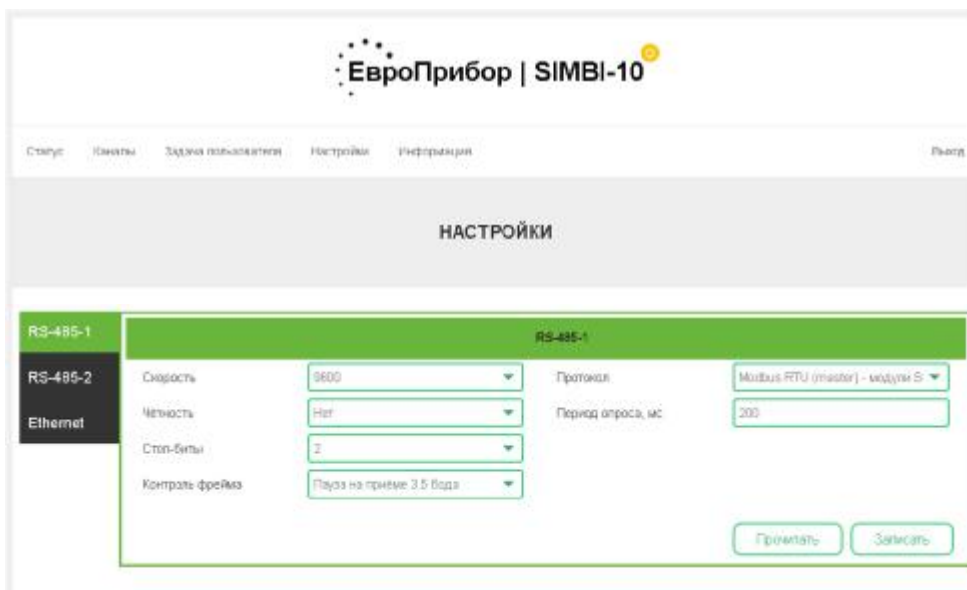 ЕвроПрибор | SIMBI-10
Статус Каналы Задача пользователя Настройки Информация Выход
НАСТРОЙКИ
RS-485-1
RS-485-2
Ethernet
RS-485-1
Скорость 9600 Протокол Modbus RTU (master) - модули S
Четность Нет Период опроса, мс 200
Стоп-биты 2
Контроль фрейма Пауза на приёме 3.5 бода
Прочитать Записать